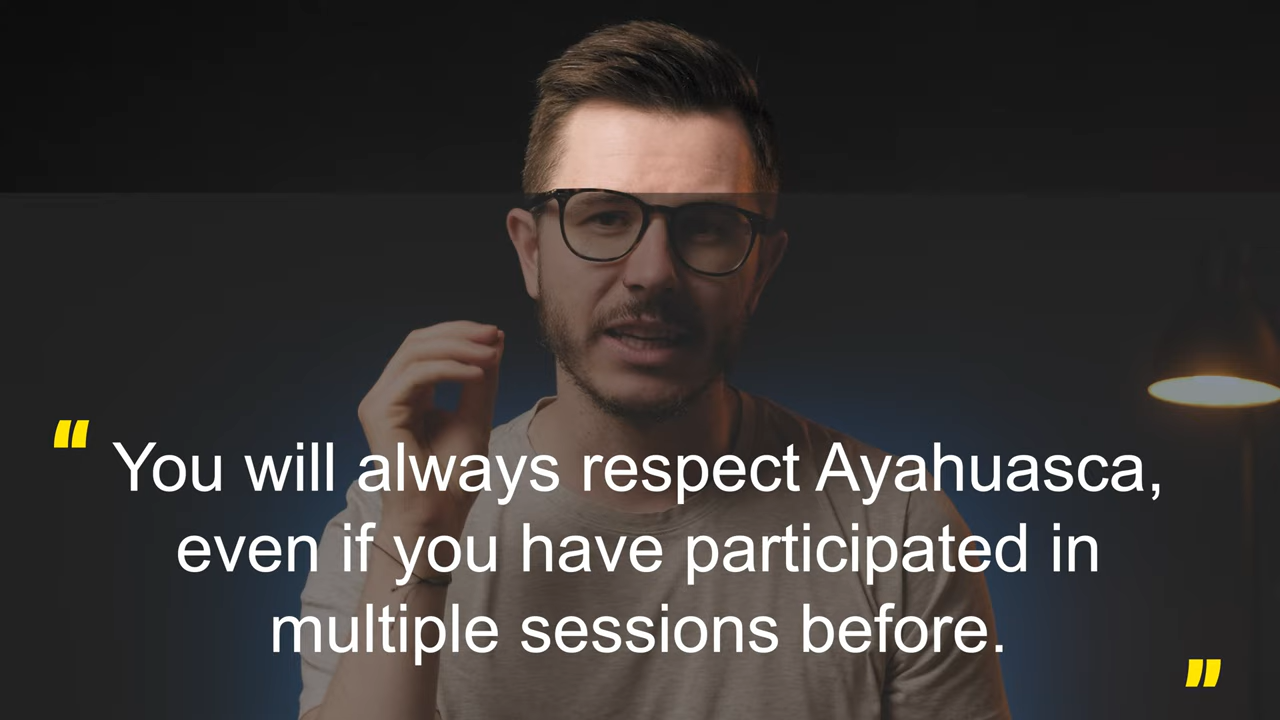 " You will always respect Ayahuasca,
even if you have participated in
multiple sessions before.
"